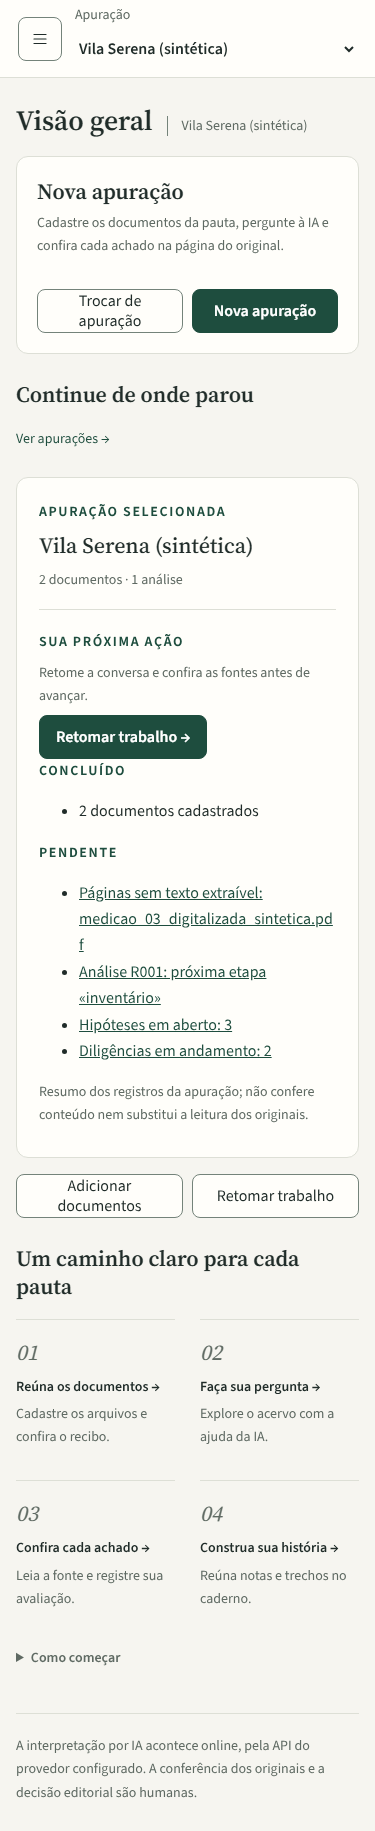 Apuração
Vila Serena (sintética)
Visão geral
Vila Serena (sintética)
Nova apuração
Cadastre os documentos da pauta, pergunte à IA e
confira cada achado na página do original.
Trocar de
apuração
Nova apuração
Continue de onde parou
Ver apurações →
APURAÇÃO SELECIONADA
Vila Serena (sintética)
2 documentos · 1 análise
SUA PRÓXIMA AÇÃO
Retome a conversa e confira as fontes antes de
avançar.
Retomar trabalho →
CONCLUÍDO
• 2 documentos cadastrados
PENDENTE
• Páginas sem texto extraível:
medicao_03_digitalizada_sintetica.pd
f
• Análise R001: próxima etapa
«inventário»
• Hipóteses em aberto: 3
• Diligências em andamento: 2
Resumo dos registros da apuração; não confere
conteúdo nem substitui a leitura dos originais.
Adicionar
documentos
Retomar trabalho
Um caminho claro para cada
pauta
01
Reúna os documentos →
Cadastre os arquivos e
confira o recibo.
02
Faça sua pergunta →
Explore o acervo com a
ajuda da IA.
03
Confira cada achado →
Leia a fonte e registre sua
avaliação.
04
Construa sua história →
Reúna notas e trechos no
caderno.
Como começar
A interpretação por IA acontece online, pela API do
provedor configurado. A conferência dos originais e a
decisão editorial são humanas.